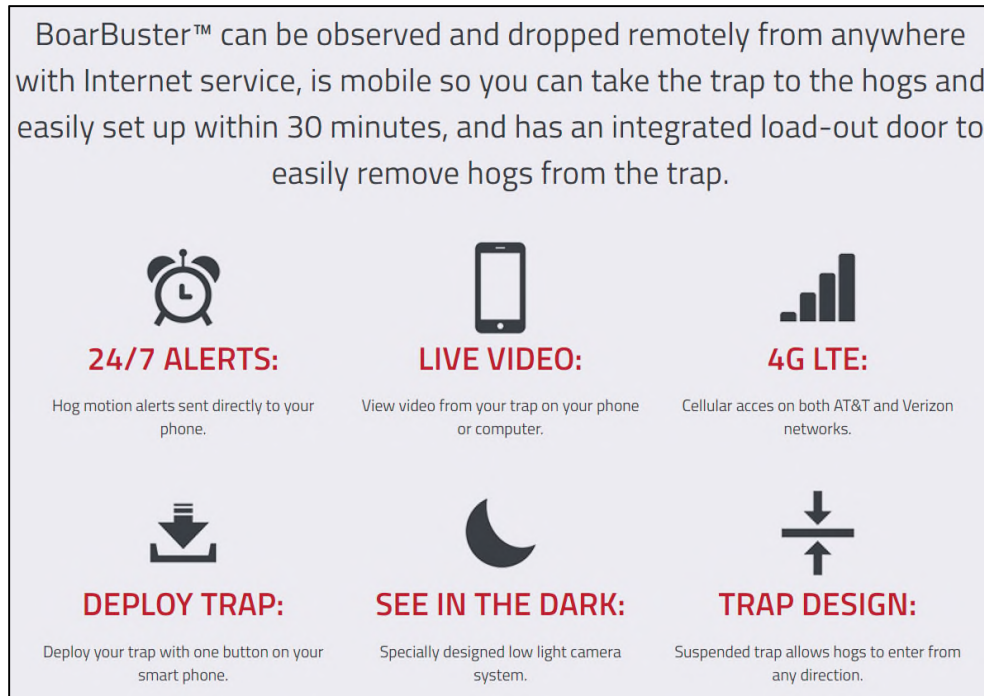 BoarBuster™ can be observed and dropped remotely from anywhere
with Internet service, is mobile so you can take the trap to the hogs and
easily set up within 30 minutes, and has an integrated load-out door to
easily remove hogs from the trap.
24/7 ALERTS:
Hog motion alerts sent directly to your
phone.
LIVE VIDEO:
View video from your trap on your phone
or computer.
4G LTE:
Cellular acces on both AT&T and Verizon
networks.
DEPLOY TRAP:
Deploy your trap with one button on your
smart phone.
SEE IN THE DARK:
Specially designed low light camera
system.
TRAP DESIGN:
Suspended trap allows hogs to enter from
any direction.